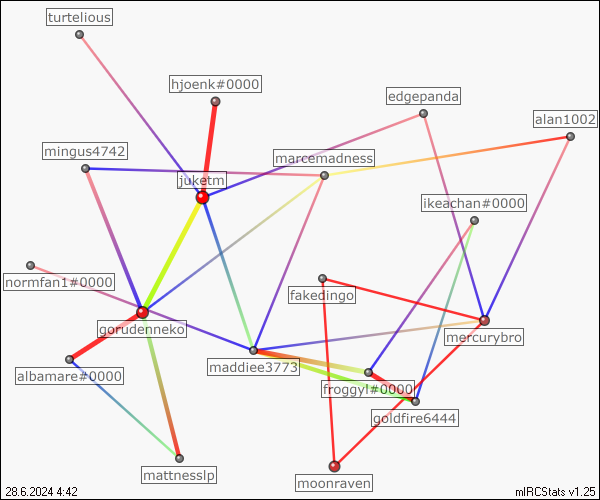 turtelious
hjoenk#0000
edgepanda
alan1002
mingus4742
marcemadness
juketm
ikeachan#0000
normfan1#0000
fakedingo
gorudenneko
mercurybro
maddiee3773
albamare#0000
froggyl#0000
goldfire6444
mattnesslp
moonraven
28.6.2024 4:42
mIRCStats v1.25